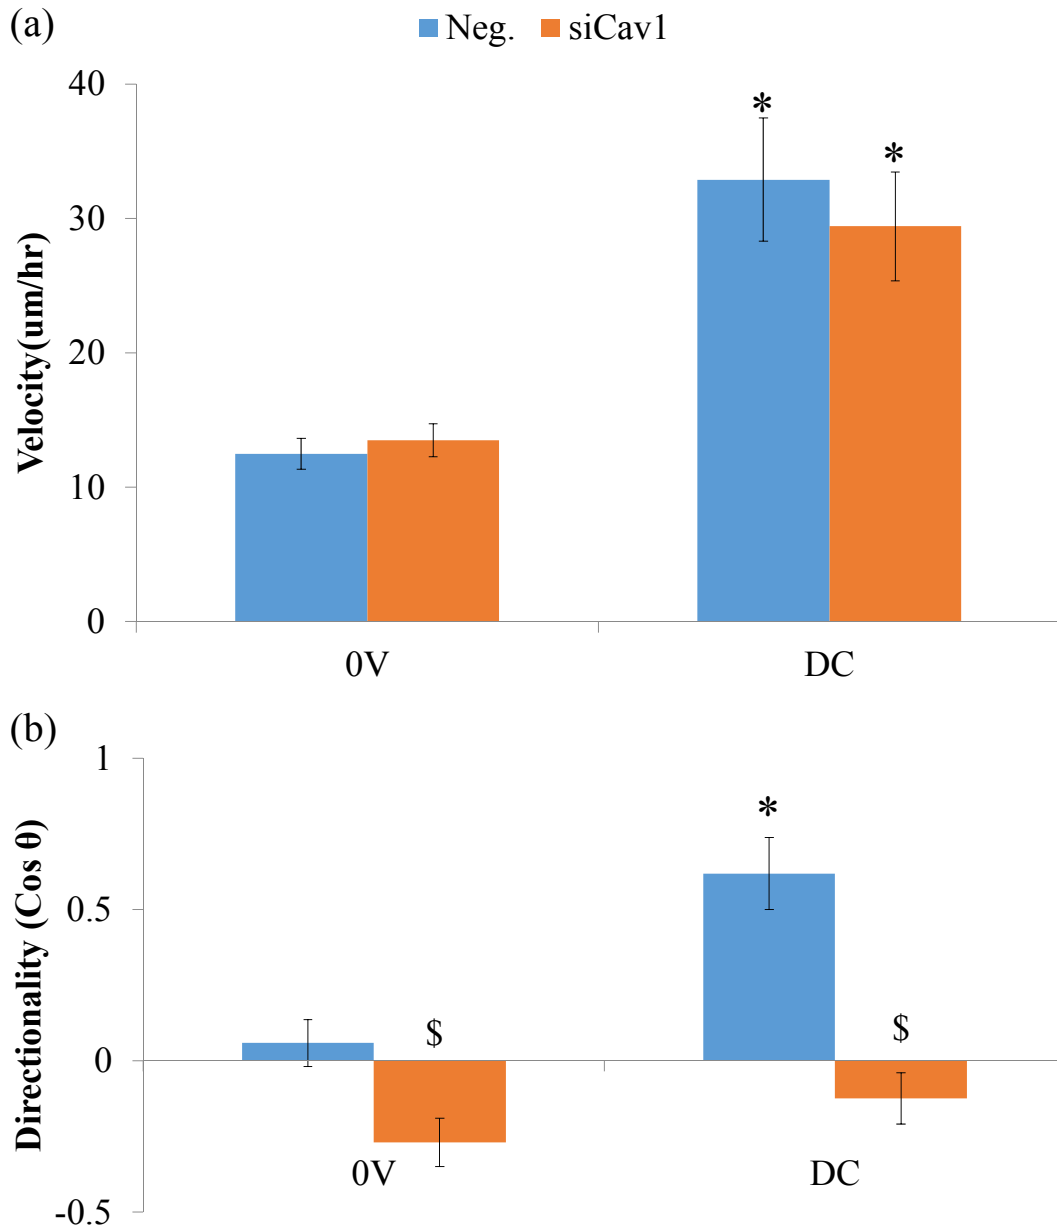 (a)
Neg. siCav1
40
30
20
10
0
Velocity(um/hr)
* *
0V DC
(b)
1
0.5
0
-0.5
Directionality (Cos θ)
*
$ $
0V DC